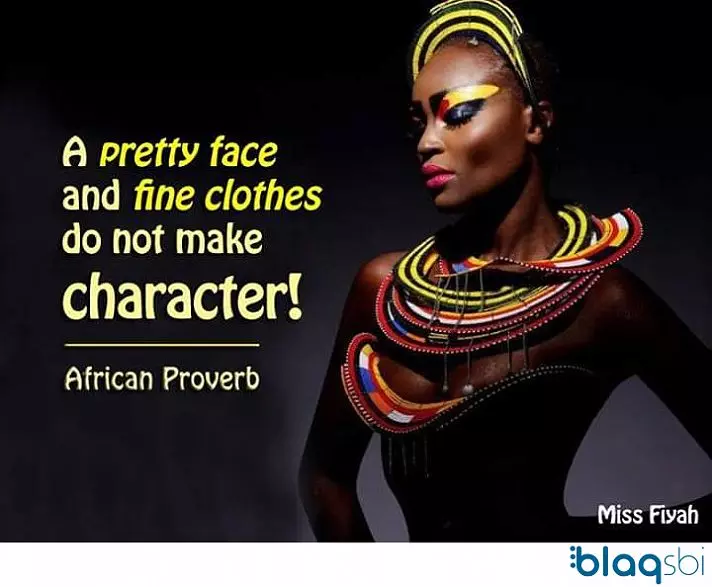 A pretty face
and fine clothes
do not make
character!
African Proverb
Miss Fiyah
blaqsbi